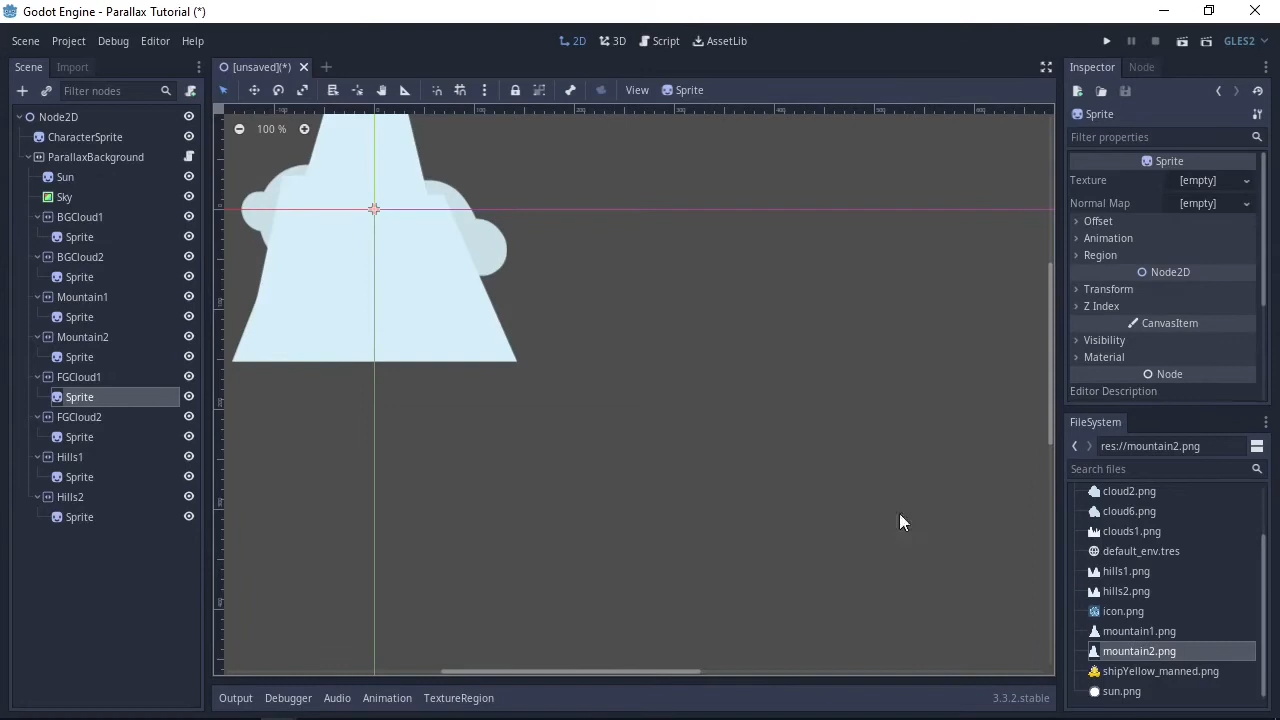 Godot Engine - Parallax Tutorial (*)
Scene Project Debug Editor Help
2D 3D Script AssetLib
GLES2
Scene Import
[unsaved](*)
Inspector Node
Filter nodes
View Sprite
Sprite
Node2D
100 %
Filter properties
CharacterSprite
ParallaxBackground
Sprite
Sun
Texture [empty]
Sky
Normal Map [empty]
BGCloud1
Offset
Sprite
Animation
BGCloud2
Region
Sprite
Node2D
Mountain1
Transform
Sprite
Z Index
Mountain2
CanvasItem
Sprite
Visibility
FGCloud1
Material
Sprite
Node
FGCloud2
Editor Description
Sprite
FileSystem
Hills1
res://mountain2.png
Sprite
Search files
Hills2
cloud2.png
Sprite
cloud6.png
clouds1.png
default_env.tres
hills1.png
hills2.png
icon.png
mountain1.png
mountain2.png
shipYellow_manned.png
sun.png
Output Debugger Audio Animation TextureRegion
3.3.2.stable